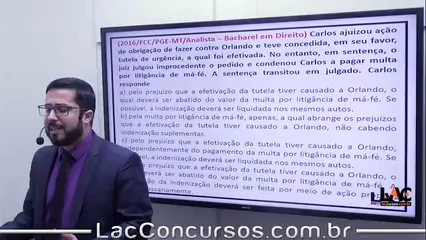 (2016/FCC/PGE-MT/Analista – Bacharel em Direito) Carlos ajuizou ação
de obrigação de fazer contra Orlando e teve concedida, em seu favor,
tutela de urgência, a qual foi efetivada. No entanto, em sentença, o
juiz julgou improcedente o pedido e condenou Carlos a pagar multa
por litigância de má-fé. A sentença transitou em julgado. Carlos
responde
a) pelo prejuízo que a efetivação da tutela tiver causado a Orlando, o
qual deverá ser abatido do valor da multa por litigância de má-fé. Se
possível, a indenização deverá ser liquidada nos mesmos autos.
b) pela multa por litigância de má-fé, apenas, a qual abrange os prejuízos
que a efetivação da tutela tiver causado a Orlando, não cabendo
indenização suplementar.
c) pelo prejuízo que a efetivação da tutela tiver causado a Orlando,
independentemente do pagamento da multa por litigância de má-fé. Se
possível, a indenização deverá ser liquidada nos mesmos autos.
prejuízo que a efetivação da tutela tiver causado a Orlando, o
deverá ser abatido do valor da multa por litigância de má-fé. A
da indenização deverá ser feita por meio de ação
LAC
LacConcursos.com.br